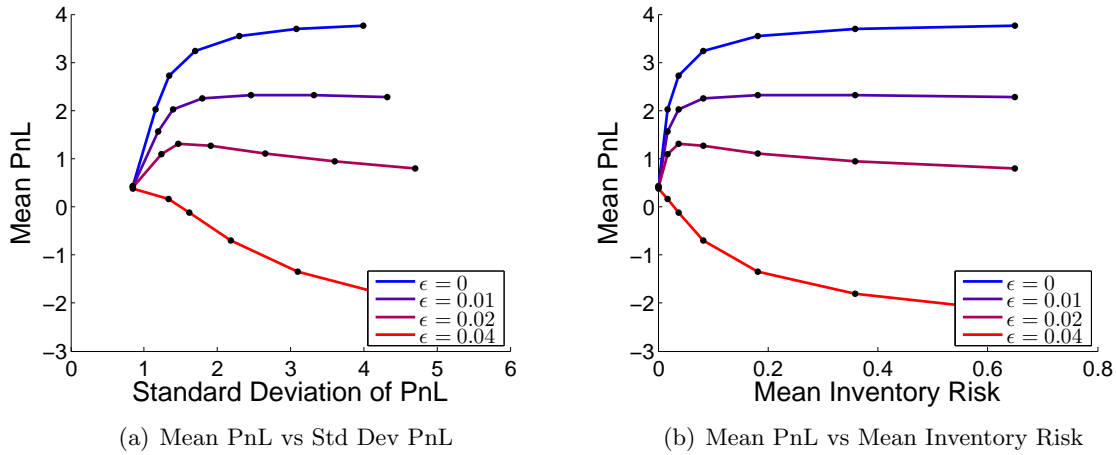 4
3
2
1
0
−1
−2
−3
Mean PnL
0 1 2 3 4 5 6
Standard Deviation of PnL
ϵ = 0
ϵ = 0.01
ϵ = 0.02
ϵ = 0.04
(a) Mean PnL vs Std Dev PnL
4
3
2
1
0
−1
−2
−3
Mean PnL
0 0.2 0.4 0.6 0.8
Mean Inventory Risk
ϵ = 0
ϵ = 0.01
ϵ = 0.02
ϵ = 0.04
(b) Mean PnL vs Mean Inventory Risk